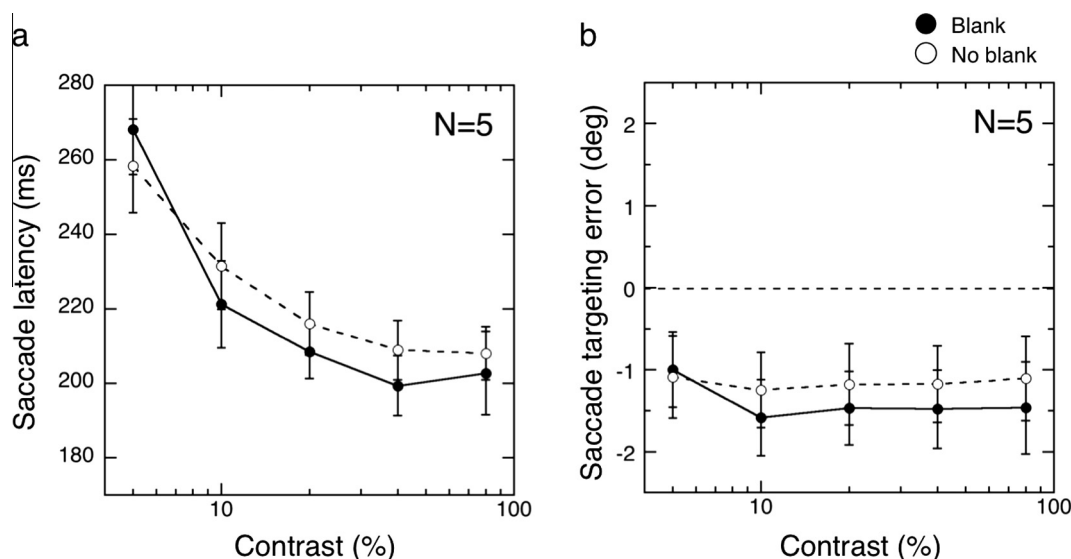 a
280
260
240
220
200
180
Saccade latency (ms)
N=5
10
100
Contrast (%)
b
Blank
No blank
2
1
0
-1
-2
Saccade targeting error (deg)
N=5
10
100
Contrast (%)